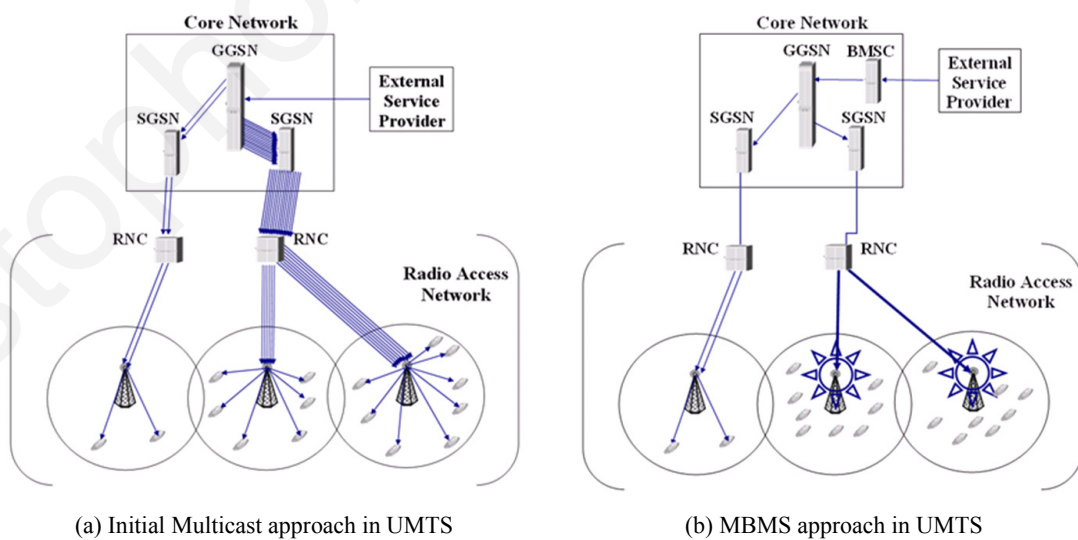 Core Network
GGSN
External
Service
Provider
SGSN
SGSN
RNC
RNC
Radio Access
Network
(a) Initial Multicast approach in UMTS
Core Network
GGSN BMSC
External
Service
Provider
SGSN
SGSN
RNC
RNC
Radio Access
Network
(b) MBMS approach in UMTS